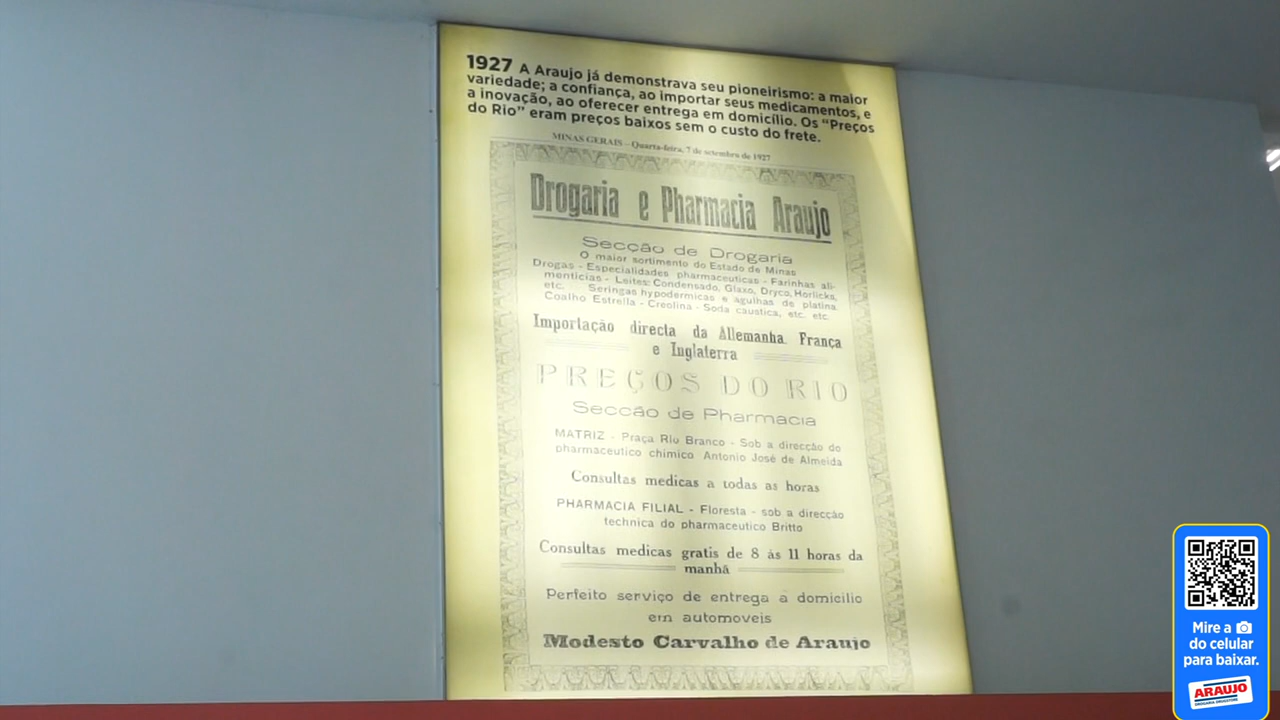 1927 A Araujo já demonstrava seu pioneirismo: a maior
variedade; a confiança, ao importar seus medicamentos, e
a inovação, ao oferecer entrega em domicílio. Os “Preços
do Rio” eram preços baixos sem o custo do frete.
MINAS GERAIS - Quarta-feira, 7 de setembro de 1927
Drogaria e Pharmacia Araujo
Secção de Drogaria
O maior sortimento do Estado de Minas
Drogas - Especialidades pharmaceuticas - Farinhas ali-
menticias - Leites: Condensado, Glaxo, Dryco, Horlicks,
etc. Seringas hypodermicas e agulhas de platina.
Coalho Estrella - Creolina - Soda caustica, etc. etc.
Importação directa da Allemanha, França
e Inglaterra
PREÇOS DO RIO
Secção de Pharmacia
MATRIZ - Praça Rio Branco - Sob a direcção do
pharmaceutico chimico Antonio José de Almeida
Consultas medicas a todas as horas
PHARMACIA FILIAL - Floresta - sob a direcção
technica do pharmaceutico Britto
Consultas medicas gratis de 8 ás 11 horas da
manhã
Perfeito serviço de entrega a domicilio
em automoveis
Modesto Carvalho de Araujo
Mire a
do celular
para baixar.
ARAUJO
DROGARIA DRUGSTORE